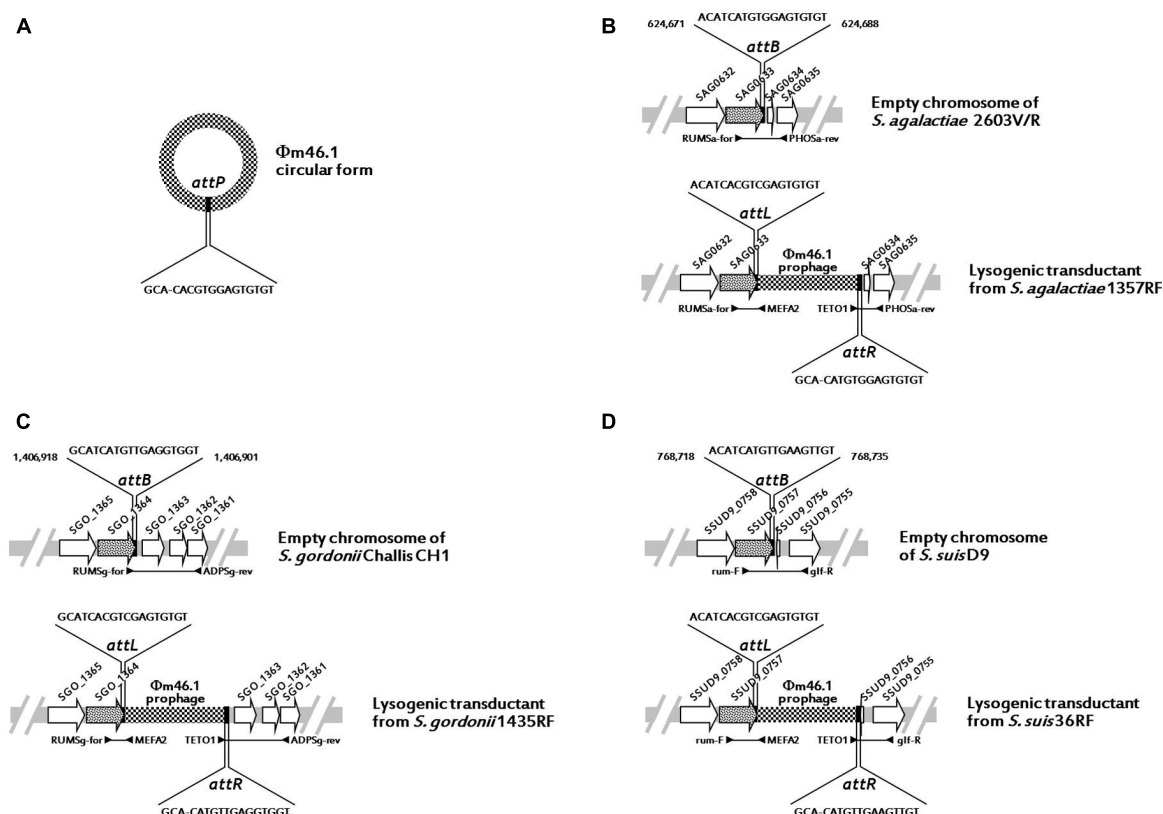 A
attP
Φm46.1
circular form
GCA-CACGTGGAGTGTGT
B
ACATCATGTGGAGTGTGT
624,671
624,688
attB
SAG0632
SAG0633
SAG0634
SAG0635
Empty chromosome of
S. agalactiae 2603V/R
RUMSa-for
PHOSa-rev
ACATCACGTCGAGTGTGT
attL
SAG0632
SAG0633
Φm46.1
prophage
SAG0634
SAG0635
Lysogenic transductant
from S. agalactiae 1357RF
RUMSa-for
MEFA2
TETO1
PHOSa-rev
attR
GCA-CATGTGGAGTGTGT
C
GCATCATGTTGAGGTGGT
1,406,918
1,406,901
attB
SGO_1365
SGO_1364
SGO_1363
SGO_1362
SGO_1361
Empty chromosome of
S. gordonii Challis CH1
RUMSg-for
ADPSg-rev
GCATCACGTCGAGTGTGT
attL
SGO_1365
SGO_1364
Φm46.1
prophage
SGO_1363
SGO_1362
SGO_1361
Lysogenic transductant
from S. gordonii 1435RF
RUMSg-for
MEFA2
TETO1
ADPSg-rev
attR
GCA-CATGTTGAGGTGGT
D
ACATCATGTTGAAGTTGT
768,718
768,735
attB
SSUD9_0758
SSUD9_0757
SSUD9_0756
SSUD9_0755
Empty chromosome
of S. suis D9
rum-F
glf-R
ACATCACGTCGAGTGTGT
attL
SSUD9_0758
SSUD9_0757
Φm46.1
prophage
SSUD9_0756
SSUD9_0755
Lysogenic transductant
from S. suis 36RF
rum-F
MEFA2
TETO1
glf-R
attR
GCA-CATGTTGAAGTTGT